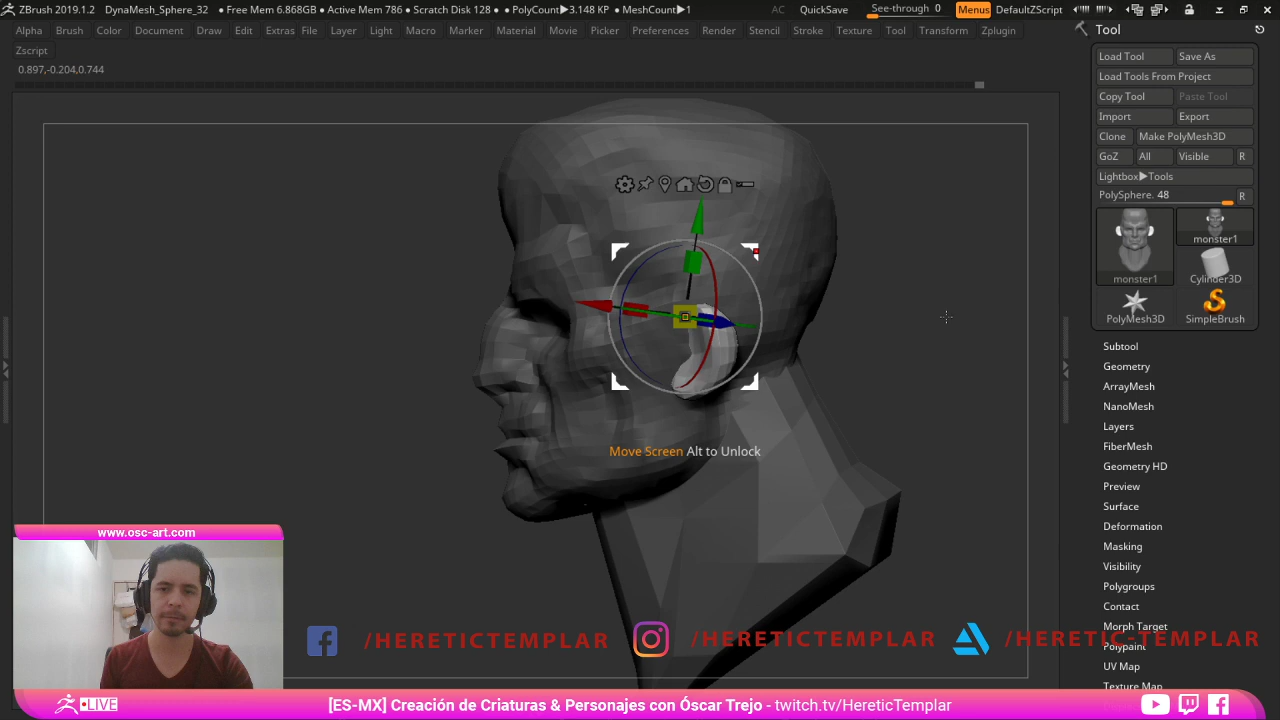 ZBrush 2019.1.2 DynaMesh_Sphere_32 ● Free Mem 6.868GB ● Active Mem 786 ● Scratch Disk 128 ● ● PolyCount▶3.148 KP ● MeshCount▶1 AC QuickSave See-through 0 Menus DefaultZScript
Alpha Brush Color Document Draw Edit Extras File Layer Light Macro Marker Material Movie Picker Preferences Render Stencil Stroke Texture Tool Transform Zplugin
Zscript
0.897,-0.204,0.744
Tool
Load Tool Save As
Load Tools From Project
Copy Tool Paste Tool
Import Export
Clone Make PolyMesh3D
GoZ All Visible R
Lightbox▶Tools
PolySphere. 48 R
monster1
monster1 Cylinder3D
PolyMesh3D SimpleBrush
Subtool
Geometry
ArrayMesh
NanoMesh
Layers
FiberMesh
Geometry HD
Preview
Surface
Deformation
Masking
Visibility
Polygroups
Contact
Morph Target
Polypaint
UV Map
Texture Map
Move Screen Alt to Unlock
www.osc-art.com
/HERETICTEMPLAR /HERETICTEMPLAR /HERETIC-TEMPLAR
LIVE
[ES-MX] Creación de Criaturas & Personajes con Óscar Trejo - twitch.tv/HereticTemplar